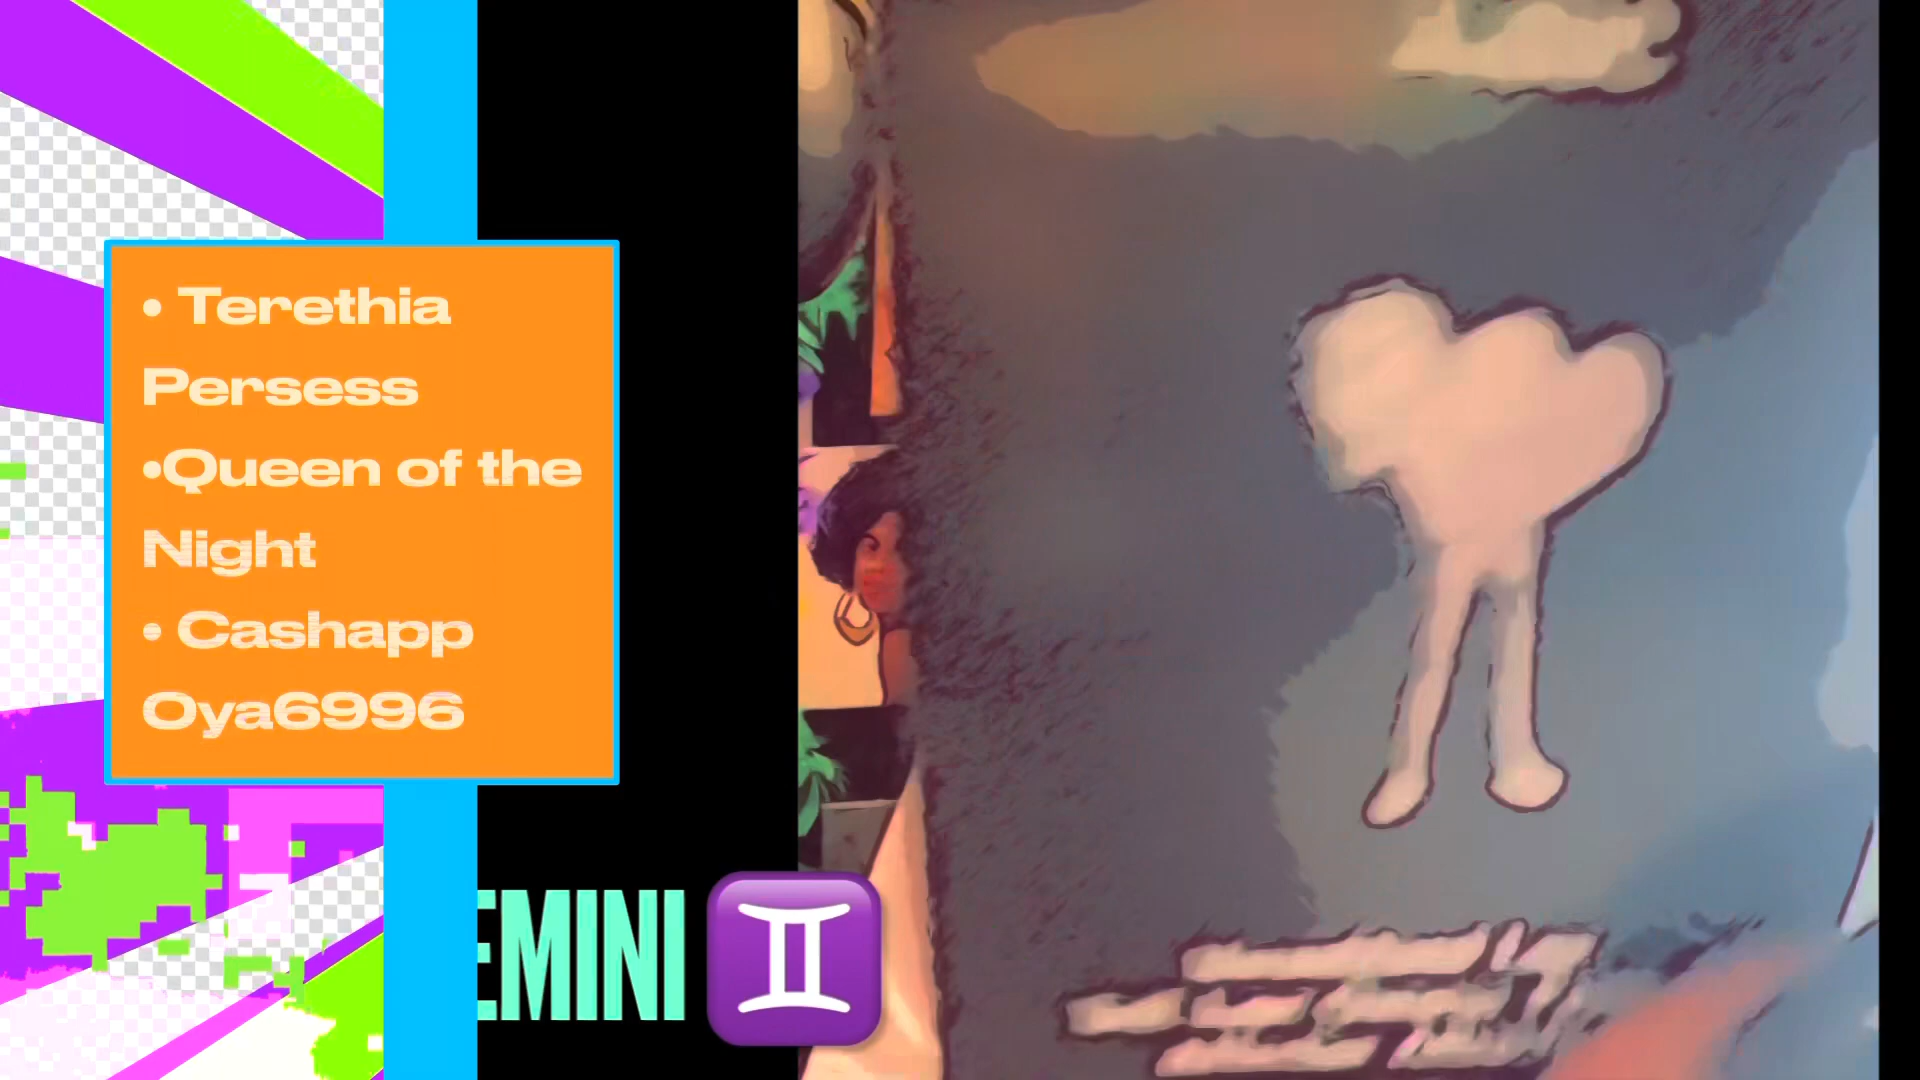 • Terethia
Persess
•Queen of the
Night
• Cashapp
Oya6996
EMINI ♊